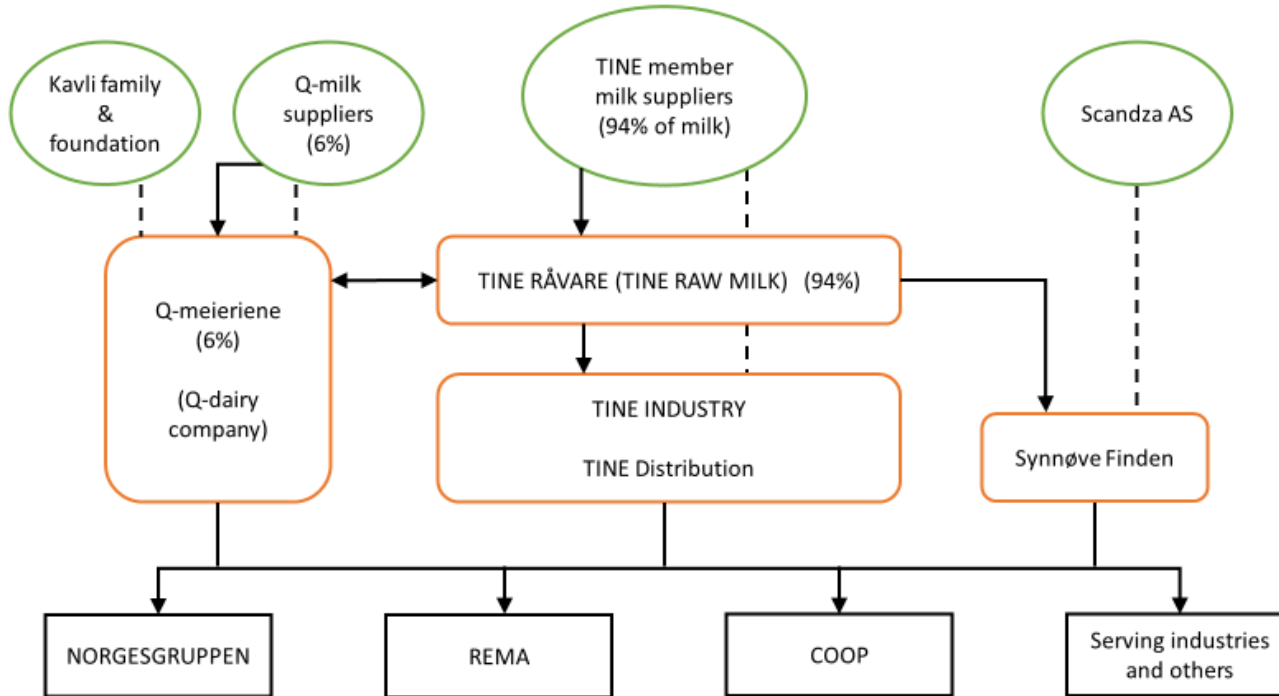 Kavli family
&
foundation
Q-milk
suppliers
(6%)
TINE member
milk suppliers
(94% of milk)
Scandza AS
Q-meieriene
(6%)
(Q-dairy
company)
TINE RÅVARE (TINE RAW MILK) (94%)
TINE INDUSTRY
TINE Distribution
Synnøve Finden
NORGESGRUPPEN
REMA
COOP
Serving industries
and others